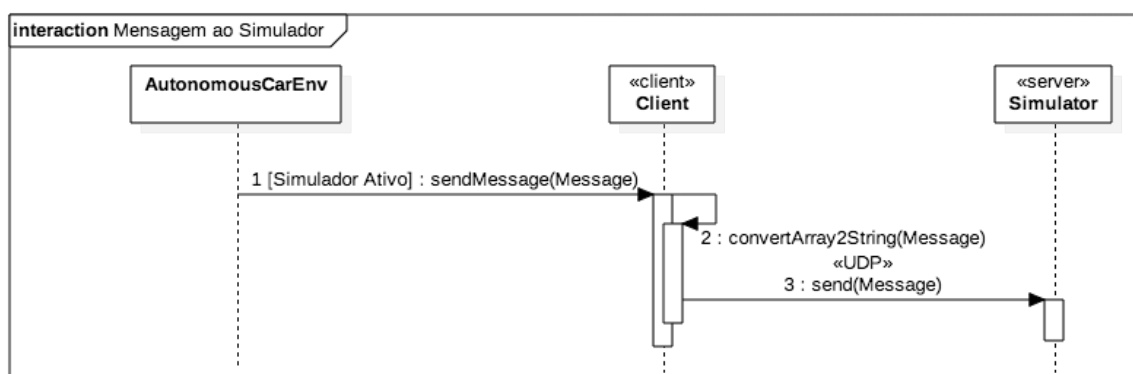 interaction Mensagem ao Simulador
AutonomousCarEnv
«client»
Client
«server»
Simulator
1 [Simulador Ativo] : sendMessage(Message)
2 : convertArray2String(Message)
«UDP»
3 : send(Message)